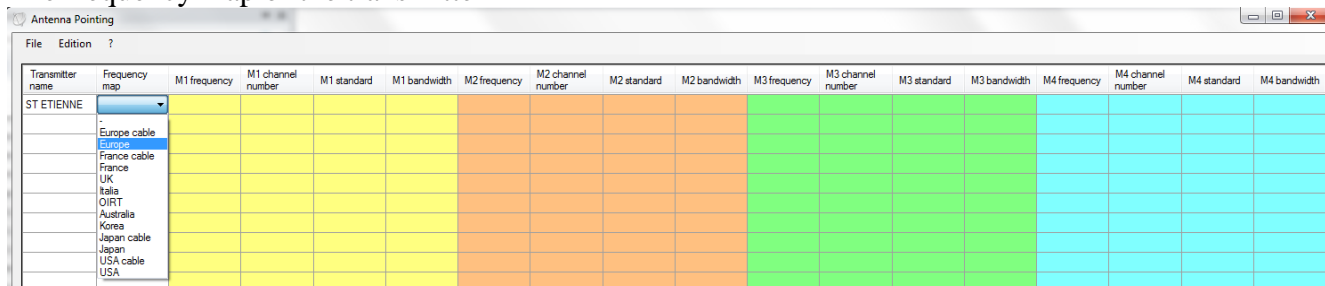 Antenna Pointing
File Edition ?
Transmitter name Frequency map M1 frequency M1 channel number M1 standard M1 bandwidth M2 frequency M2 channel number M2 standard M2 bandwidth M3 frequency M3 channel number M3 standard M3 bandwidth M4 frequency M4 channel number M4 standard M4 bandwidth
ST ETIENNE
-
Europe cable
Europe
France cable
France
UK
Italia
OIRT
Australia
Korea
Japan cable
Japan
USA cable
USA